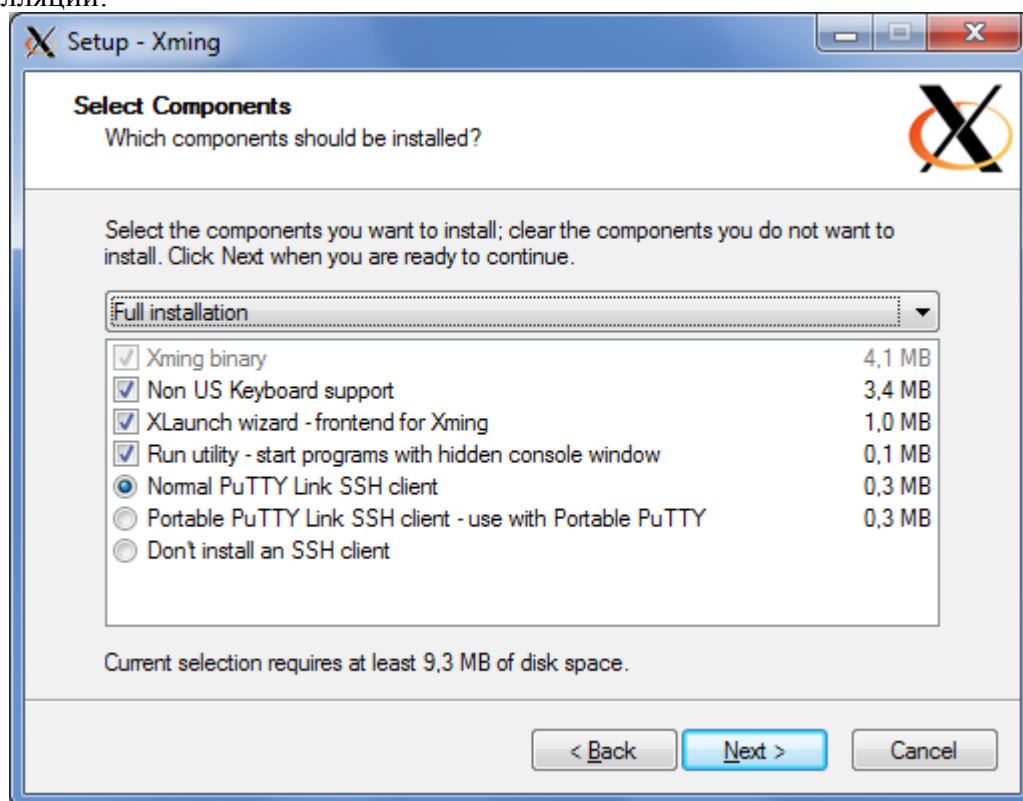 Setup - Xming
Select Components
Which components should be installed?
Select the components you want to install; clear the components you do not want to
install. Click Next when you are ready to continue.
Full installation
Xming binary 4,1 MB
Non US Keyboard support 3,4 MB
XLaunch wizard - frontend for Xming 1,0 MB
Run utility - start programs with hidden console window 0,1 MB
Normal PuTTY Link SSH client 0,3 MB
Portable PuTTY Link SSH client - use with Portable PuTTY 0,3 MB
Don't install an SSH client
Current selection requires at least 9,3 MB of disk space.
< Back Next > Cancel